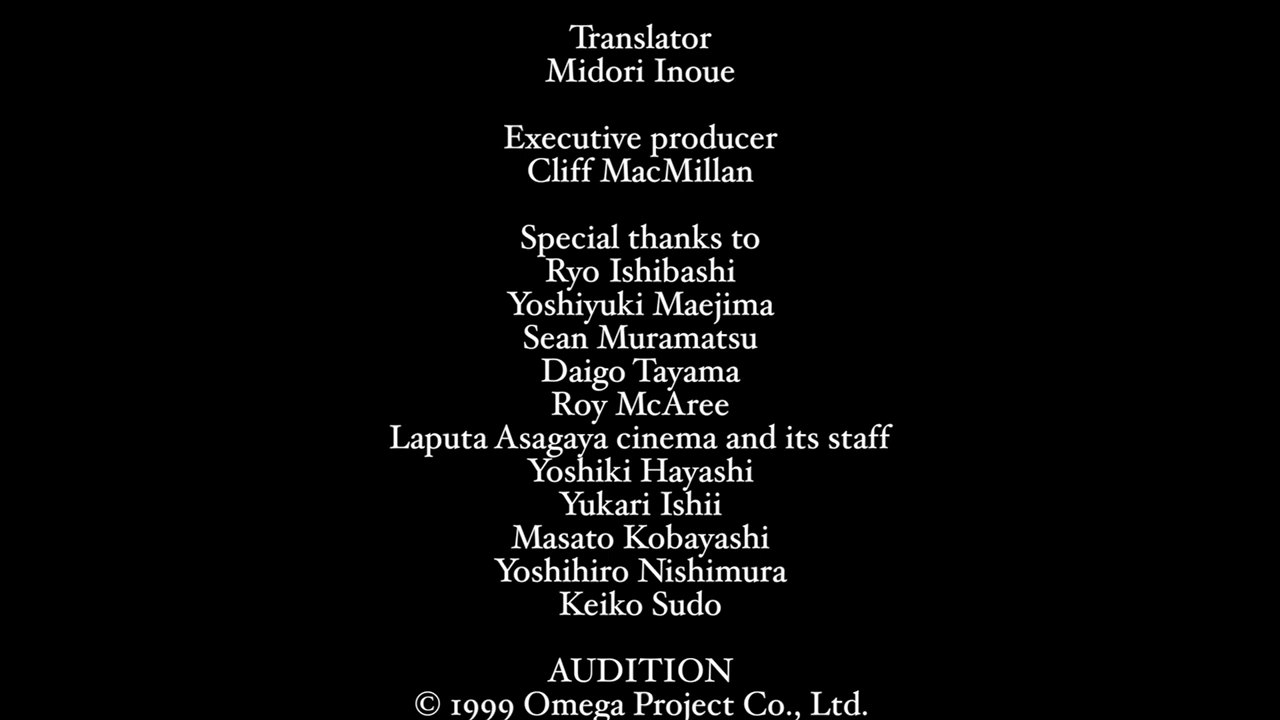 Translator
Midori Inoue
Executive producer
Cliff MacMillan
Special thanks to
Ryo Ishibashi
Yoshiyuki Maejima
Sean Muramatsu
Daigo Tayama
Roy McAree
Laputa Asagaya cinema and its staff
Yoshiki Hayashi
Yukari Ishii
Masato Kobayashi
Yoshihiro Nishimura
Keiko Sudo
AUDITION
© 1999 Omega Project Co., Ltd.